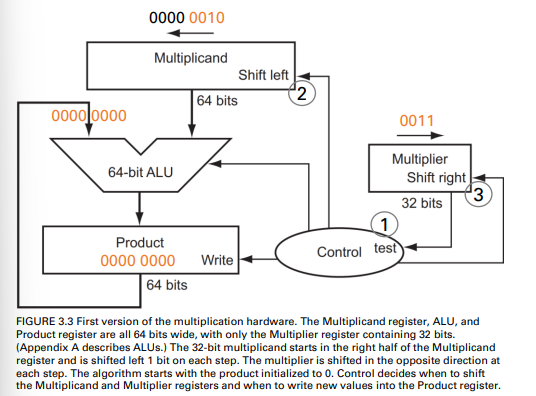 0000 0010
Multiplicand
Shift left
2
64 bits
0000 0000
0011
64-bit ALU
Multiplier
Shift right
3
32 bits
1
Product
0000 0000
Write
Control
test
64 bits
FIGURE 3.3 First version of the multiplication hardware. The Multiplicand register, ALU, and
Product register are all 64 bits wide, with only the Multiplier register containing 32 bits.
(Appendix A describes ALUs.) The 32-bit multiplicand starts in the right half of the Multiplicand
register and is shifted left 1 bit on each step. The multiplier is shifted in the opposite direction at
each step. The algorithm starts with the product initialized to 0. Control decides when to shift
the Multiplicand and Multiplier registers and when to write new values into the Product register.